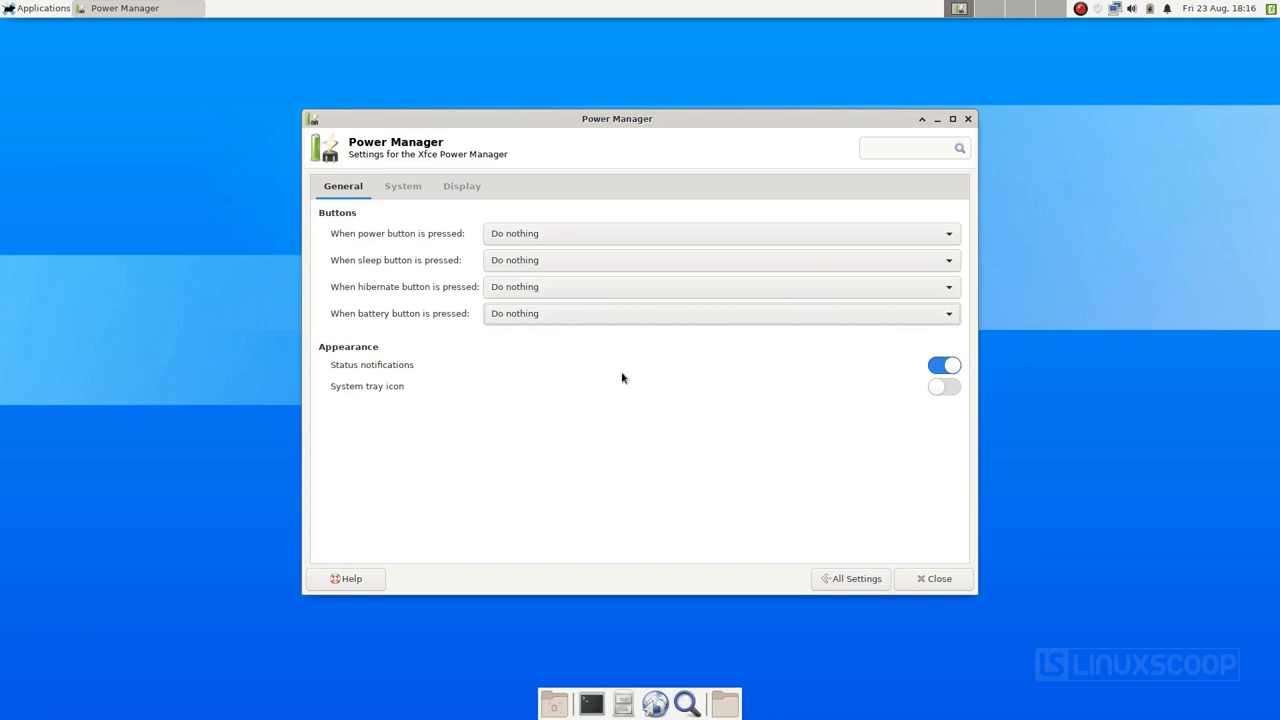 Applications
Power Manager
Fri 23 Aug, 18:16
Power Manager
Power Manager
Settings for the Xfce Power Manager
General System Display
Buttons
When power button is pressed: Do nothing
When sleep button is pressed: Do nothing
When hibernate button is pressed: Do nothing
When battery button is pressed: Do nothing
Appearance
Status notifications
System tray icon
Help
All Settings
Close
LS LINUXSCOOP